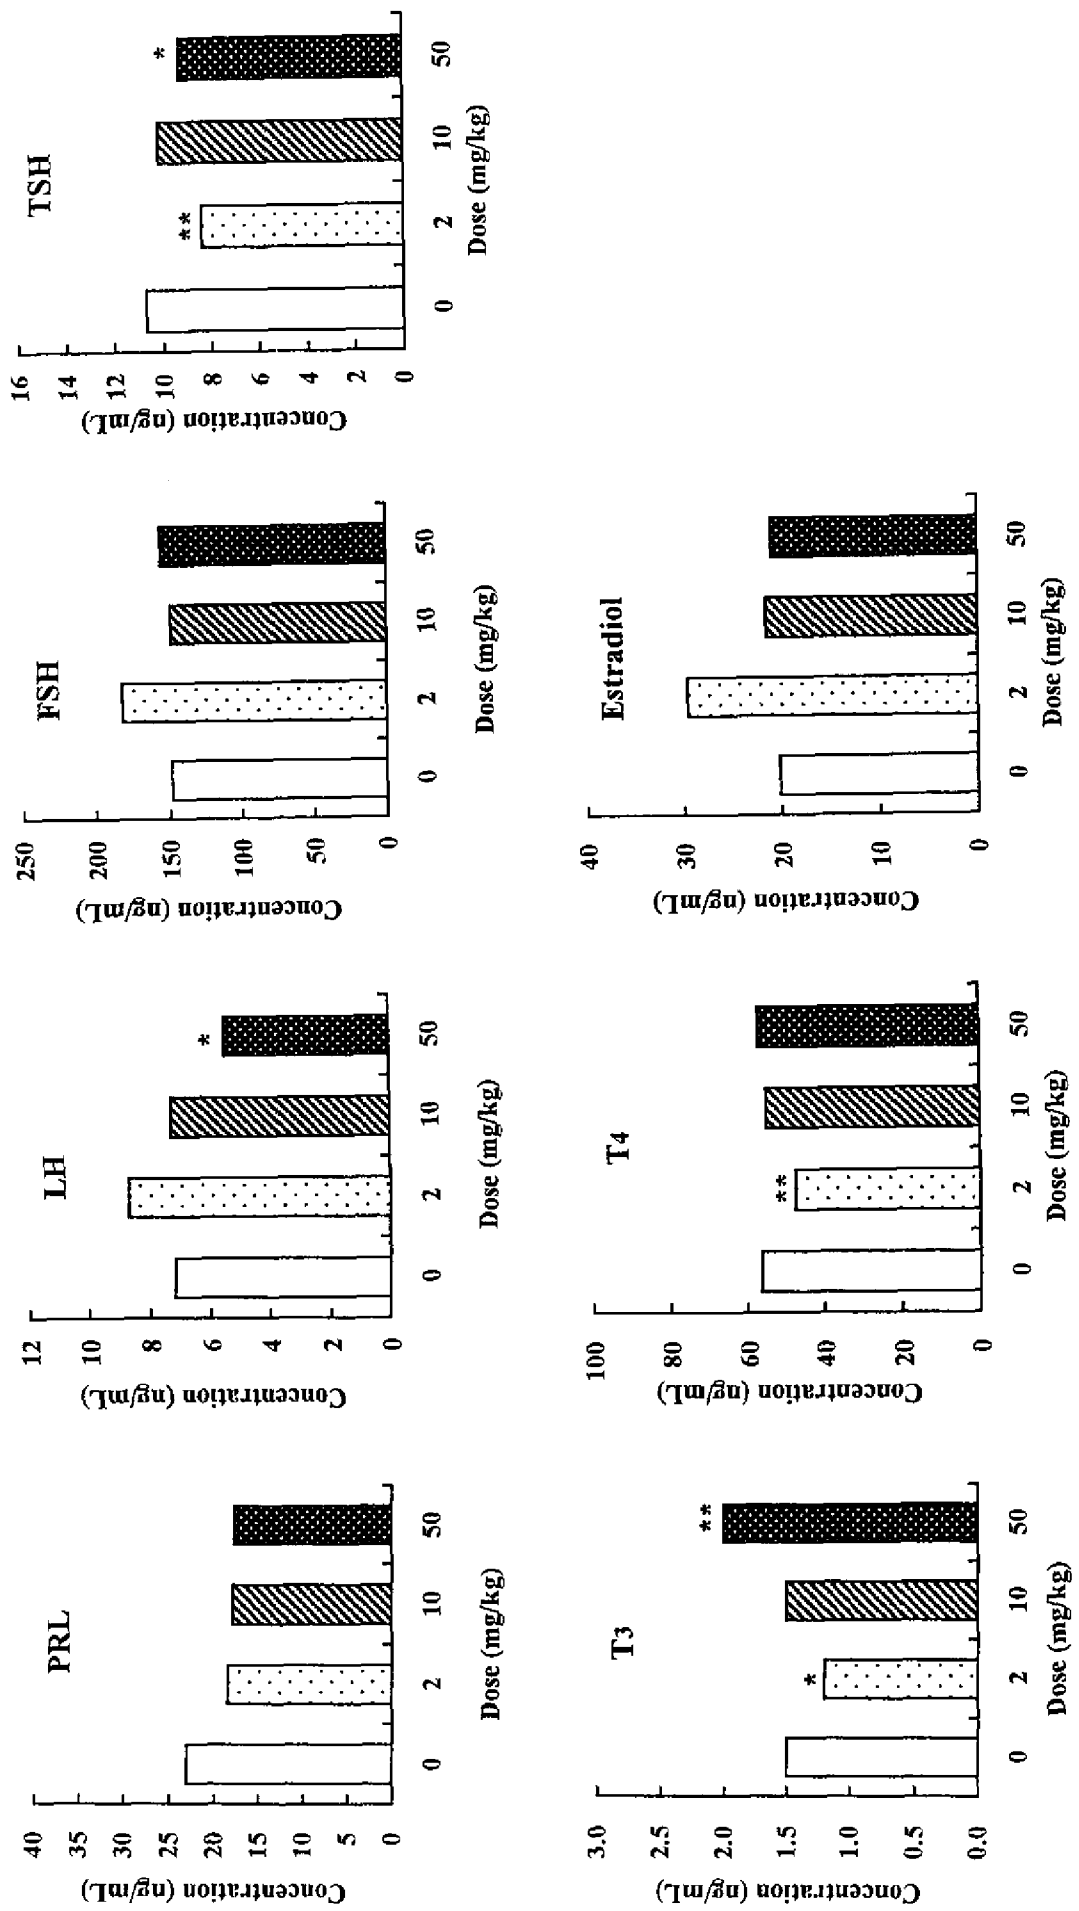 PRL
Concentration (ng/mL)
40
35
30
25
20
15
10
5
0
0 2 10 50
Dose (mg/kg)
LH
Concentration (ng/mL)
12
10
8
6
4
2
0
*
0 2 10 50
Dose (mg/kg)
FSH
Concentration (ng/mL)
250
200
150
100
50
0
0 2 10 50
Dose (mg/kg)
TSH
Concentration (ng/mL)
16
14
12
10
8
6
4
2
0
** *
0 2 10 50
Dose (mg/kg)
T3
Concentration (ng/mL)
3.0
2.5
2.0
1.5
1.0
0.5
0.0
* **
0 2 10 50
Dose (mg/kg)
T4
Concentration (ng/mL)
100
80
60
40
20
0
**
0 2 10 50
Dose (mg/kg)
Estradiol
Concentration (ng/mL)
40
30
20
10
0
0 2 10 50
Dose (mg/kg)